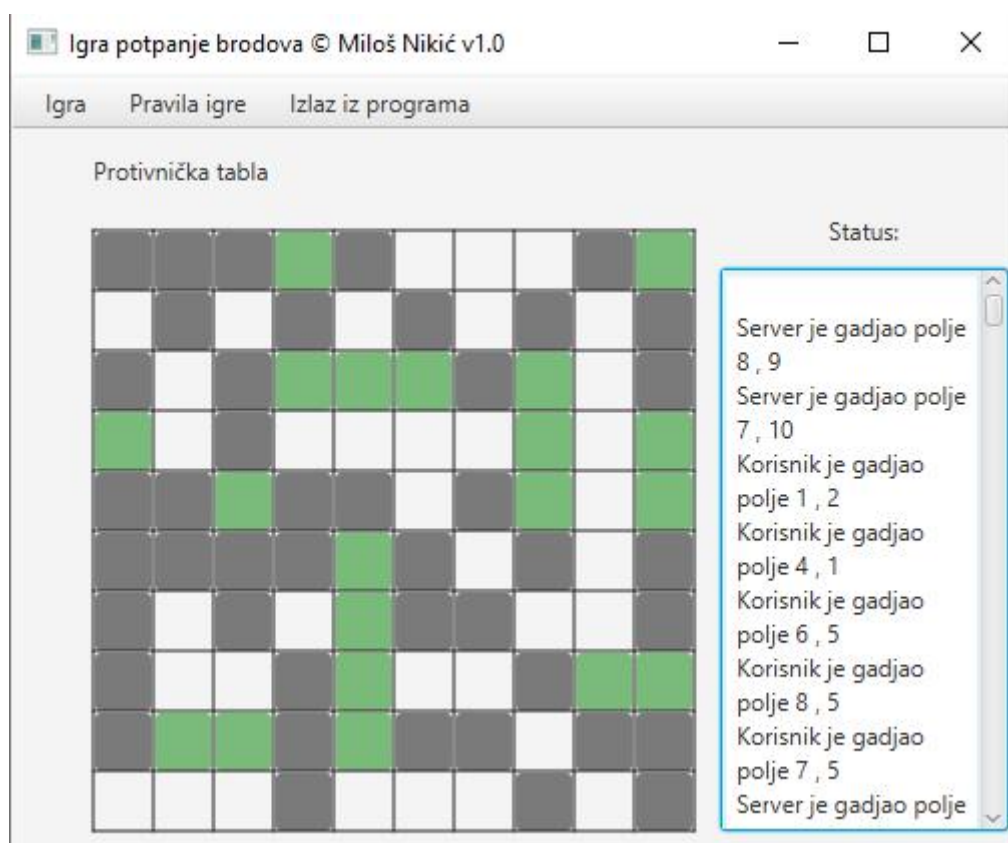 Igra potpanje brodova © Miloš Nikić v1.0
Igra Pravila igre Izlaz iz programa
Protivnička tabla
Status:
Server je gadjao polje
8 , 9
Server je gadjao polje
7 , 10
Korisnik je gadjao
polje 1 , 2
Korisnik je gadjao
polje 4 , 1
Korisnik je gadjao
polje 6 , 5
Korisnik je gadjao
polje 8 , 5
Korisnik je gadjao
polje 7 , 5
Server je gadjao polje